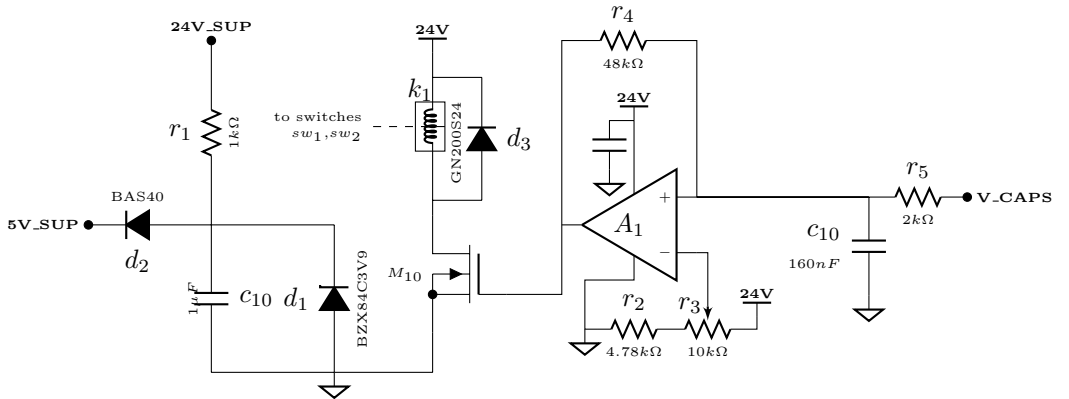 24V_SUP
r1
1kΩ
BAS40
5V_SUP
d2
1μF
c10
d1
BZX84C3V9
24V
k1
to switches
sw1,sw2
GN200S24
d3
M10
r4
48kΩ
24V
A1
+
−
r2
4.78kΩ
r3
10kΩ
24V
r5
2kΩ
V_CAPS
c10
160nF